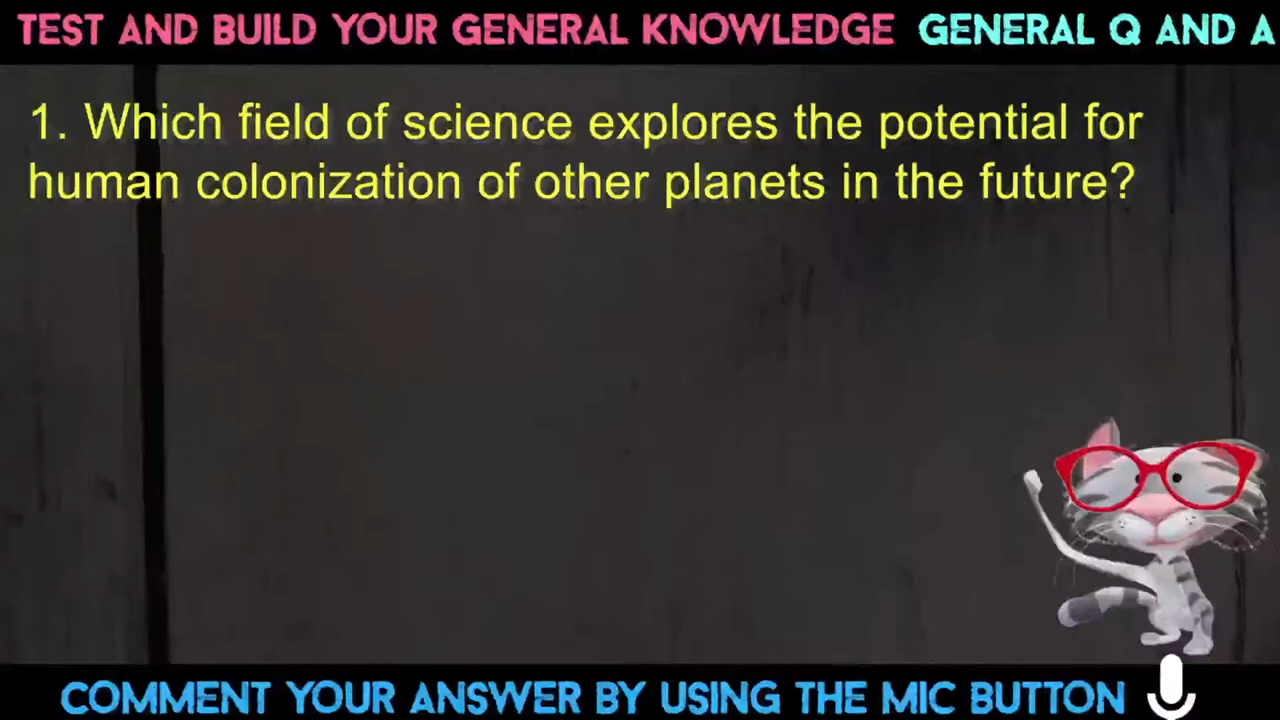 TEST AND BUILD YOUR GENERAL KNOWLEDGE GENERAL Q AND A
1. Which field of science explores the potential for
human colonization of other planets in the future?
COMMENT YOUR ANSWER BY USING THE MIC BUTTON